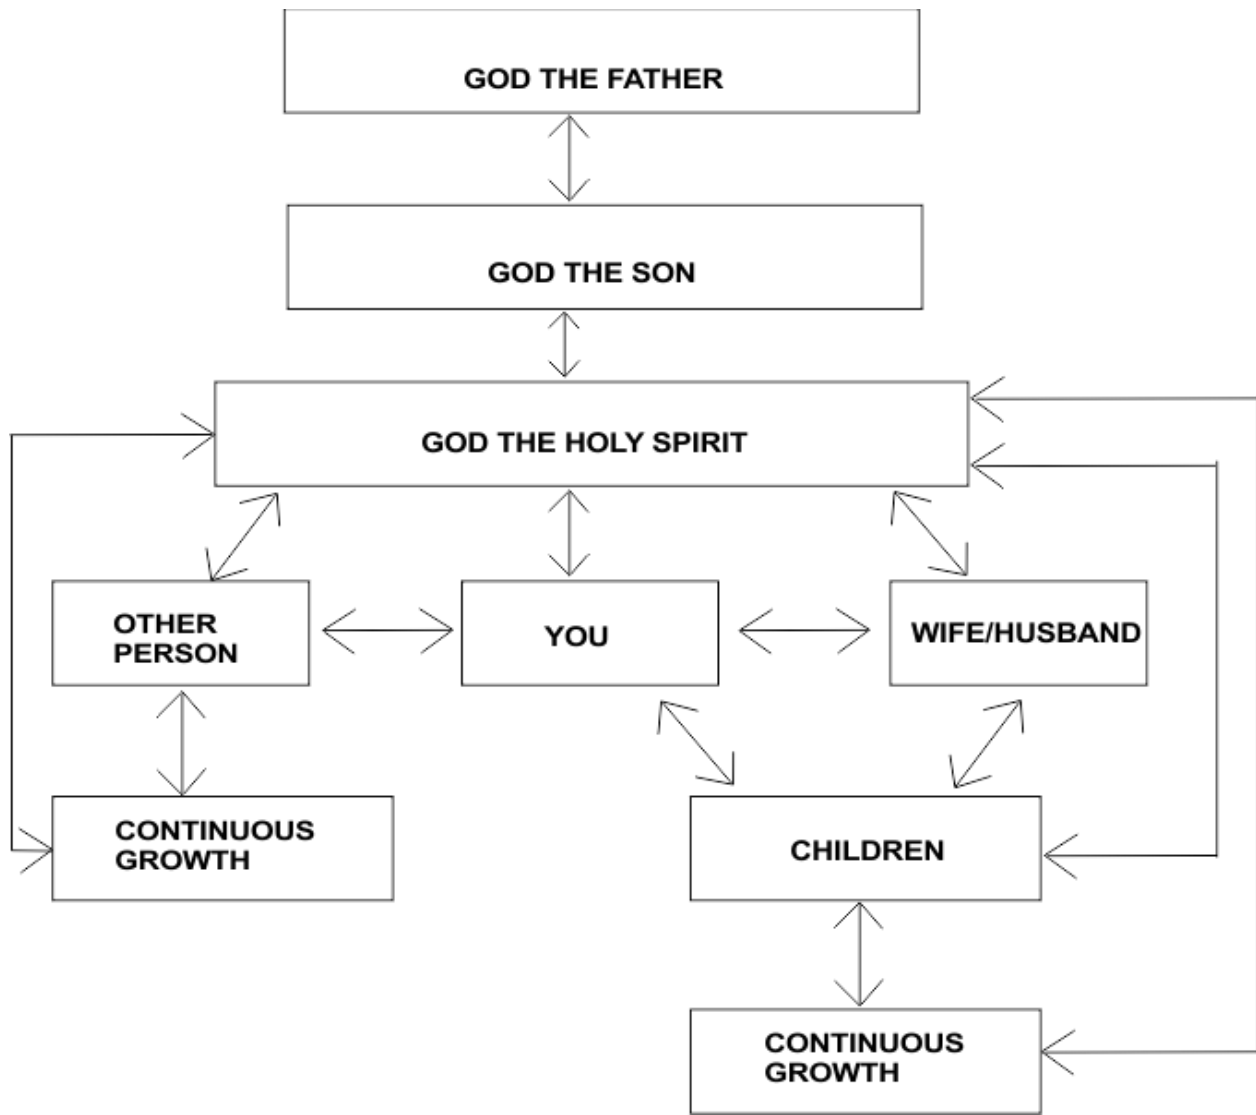 GOD THE FATHER
GOD THE SON
GOD THE HOLY SPIRIT
OTHER
PERSON
YOU
WIFE/HUSBAND
CONTINUOUS
GROWTH
CHILDREN
CONTINUOUS
GROWTH